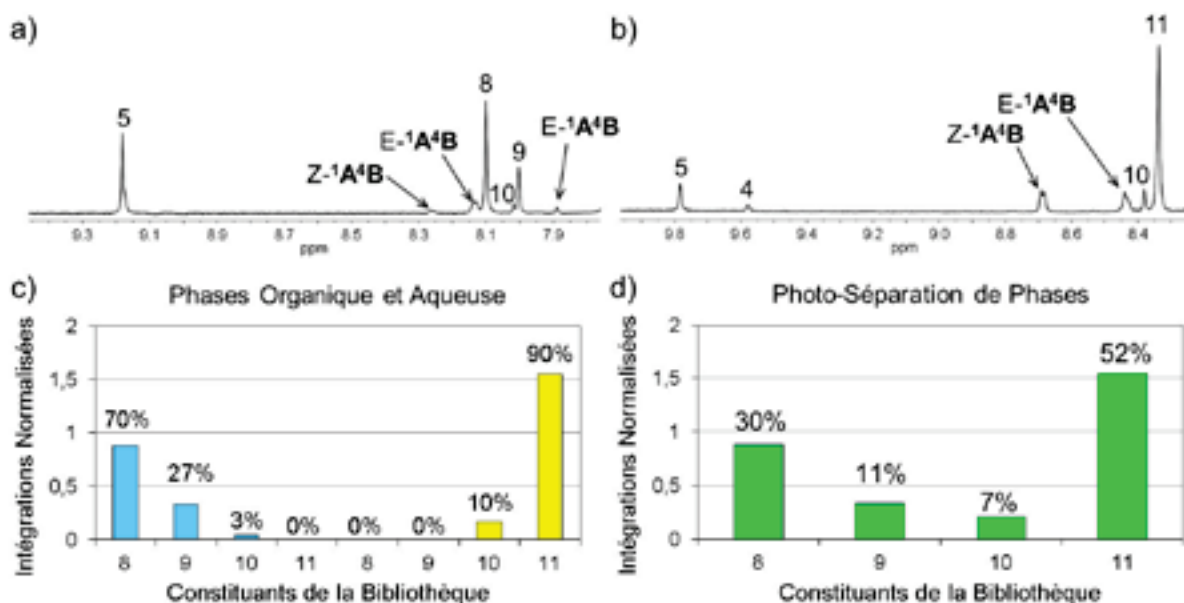 a)
5
Z-¹A⁴B
E-¹A⁴B
8
10
9
E-¹A⁴B
9.3 9.1 8.9 8.7 8.5 8.3 8.1 7.9
ppm
b)
5
4
Z-¹A⁴B
E-¹A⁴B
10
11
9.8 9.6 9.4 9.2 9.0 8.8 8.6 8.4
ppm
c)
Phases Organique et Aqueuse
Intégrations Normalisées
2
1,5
1
0,5
0
70%
27%
3%
0%
0%
0%
10%
90%
8 9 10 11 8 9 10 11
Constituants de la Bibliothèque
d)
Photo-Séparation de Phases
Intégrations Normalisées
2
1,5
1
0,5
0
30%
11%
7%
52%
8 9 10 11
Constituants de la Bibliothèque